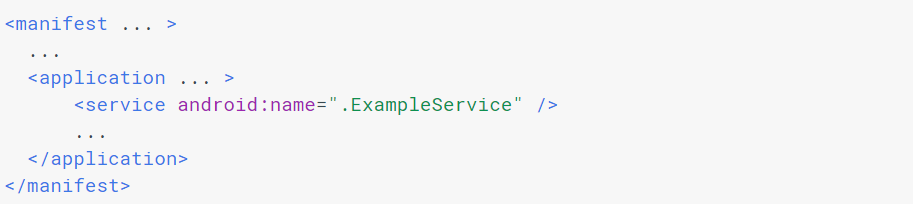 <manifest ... >
  ...
  <application ... >
      <service android:name=".ExampleService" />
      ...
  </application>
</manifest>